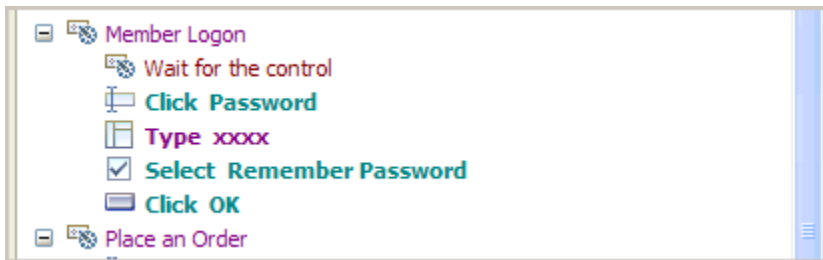 Member Logon
Wait for the control
Click Password
Type xxxx
Select Remember Password
Click OK
Place an Order